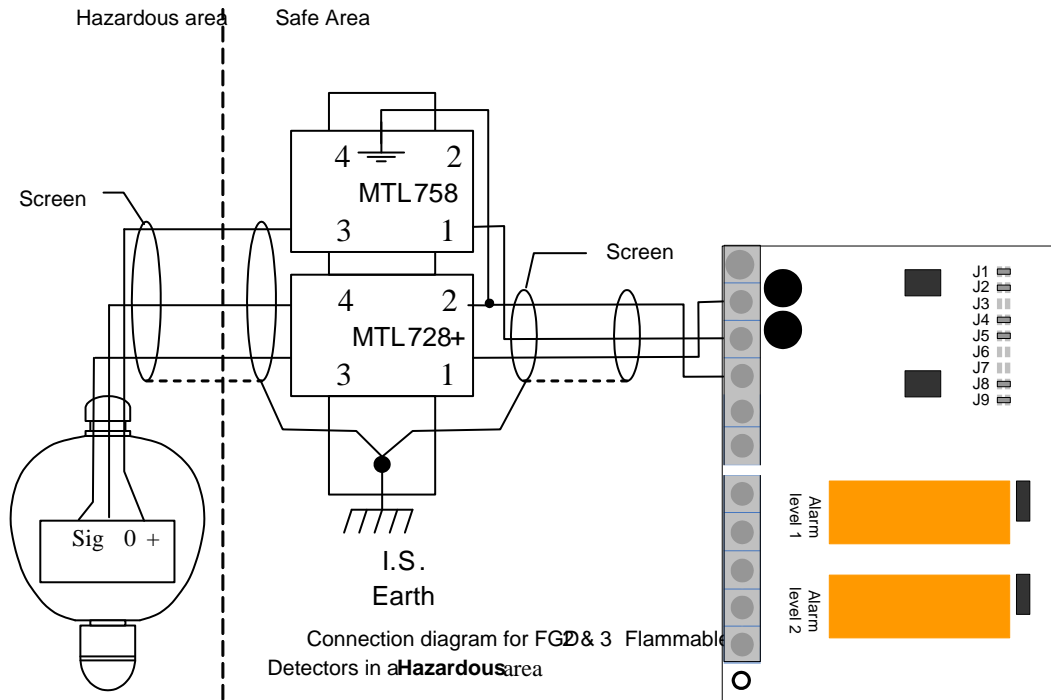 Hazardous area Safe Area
Screen
4 2
MTL758
3 1
Screen
4 2
MTL728+
3 1
Sig 0 +
I.S.
Earth
J1
J2
J3
J4
J5
J6
J7
J8
J9
Alarm
level 1
Alarm
level 2
Connection diagram for FGD2 & 3 Flammable
Detectors in a Hazardous area